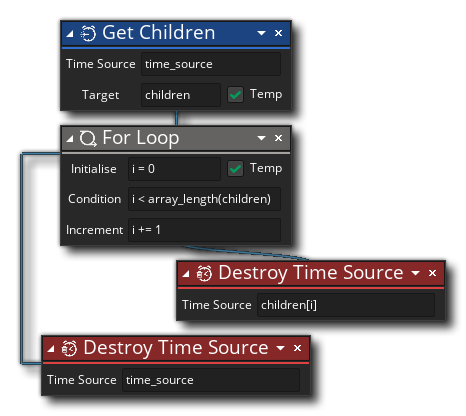 Get Children
Time Source time_source
Target children Temp
For Loop
Initialise i = 0 Temp
Condition i < array_length(children)
Increment i += 1
Destroy Time Source
Time Source children[i]
Destroy Time Source
Time Source time_source